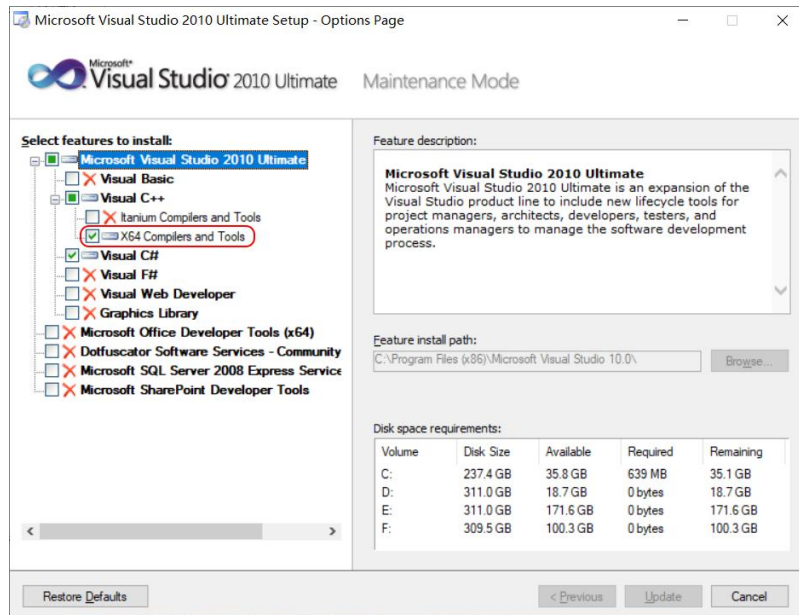 Microsoft Visual Studio 2010 Ultimate Setup - Options Page
Microsoft®
Visual Studio 2010 Ultimate Maintenance Mode
Select features to install:
Microsoft Visual Studio 2010 Ultimate
Visual Basic
Visual C++
Itanium Compilers and Tools
X64 Compilers and Tools
Visual C#
Visual F#
Visual Web Developer
Graphics Library
Microsoft Office Developer Tools (x64)
Dotfuscator Software Services - Community
Microsoft SQL Server 2008 Express Service
Microsoft SharePoint Developer Tools
Feature description:
Microsoft Visual Studio 2010 Ultimate
Microsoft Visual Studio 2010 Ultimate is an expansion of the
Visual Studio product line to include new lifecycle tools for
project managers, architects, developers, testers, and
operations managers to manage the software development
process.
Feature install path:
C:\Program Files (x86)\Microsoft Visual Studio 10.0\
Browse...
Disk space requirements:
Volume Disk Size Available Required Remaining
C: 237.4 GB 35.8 GB 639 MB 35.1 GB
D: 311.0 GB 18.7 GB 0 bytes 18.7 GB
E: 311.0 GB 171.6 GB 0 bytes 171.6 GB
F: 309.5 GB 100.3 GB 0 bytes 100.3 GB
Restore Defaults
< Previous Update Cancel